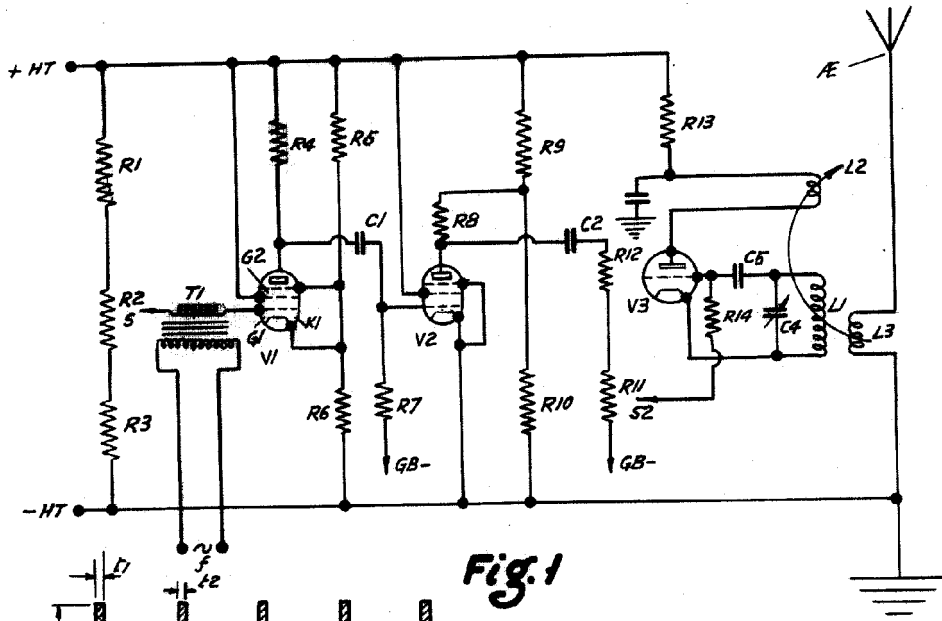 Æ
+ HT
R1
R4
R5
R9
R13
L2
R8
C1
C2
G2
R12
C5
R2
S
T1
G1
K1
V1
V2
V3
R14
C4
L1
L3
R3
R6
R7
R10
R11
S2
GB-
GB-
- HT
~
f
t1
t2
Fig. 1